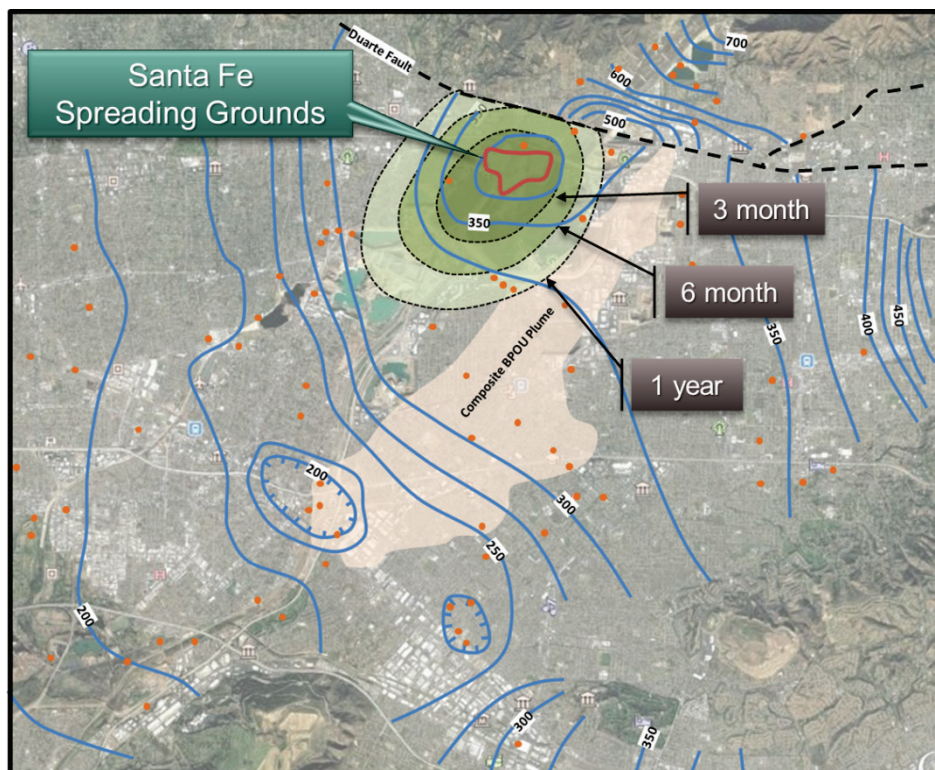 Duarte Fault
700
600
Santa Fe
Spreading Grounds
500
3 month
350
6 month
450
400
350
Composite BPOU Plume
1 year
200
300
250
200
300
350